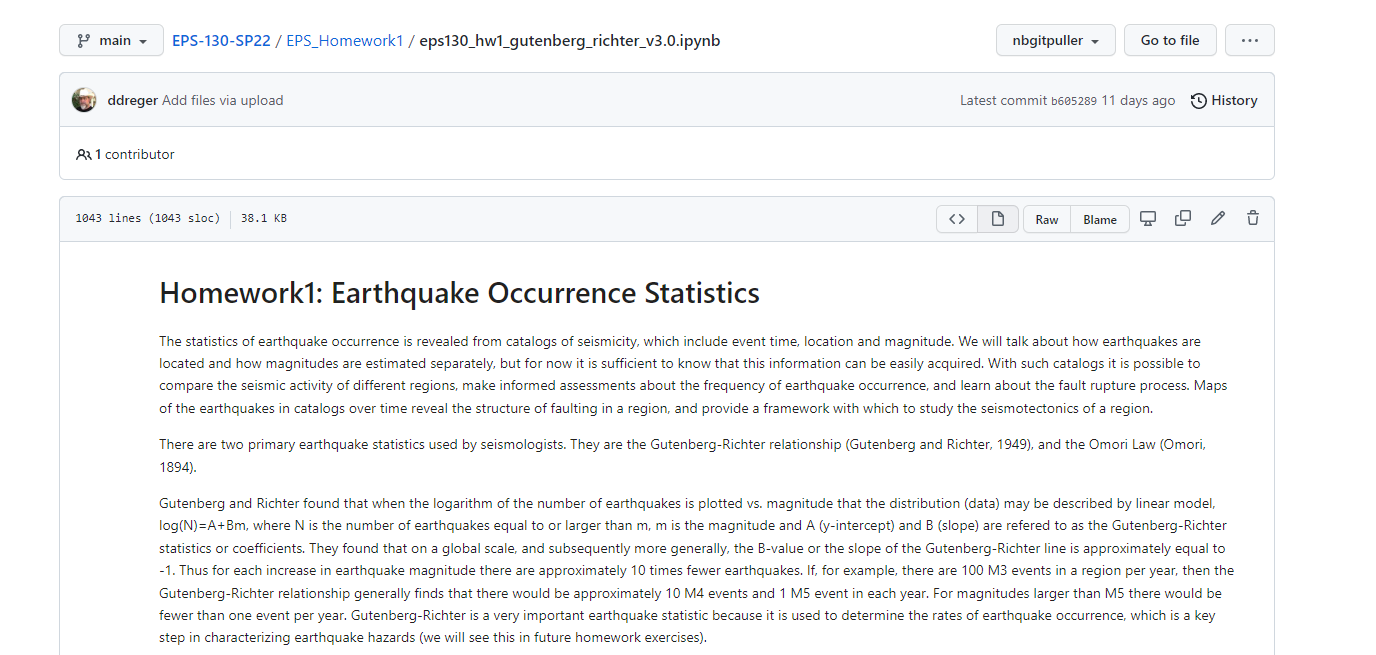 main EPS-130-SP22 / EPS_Homework1 / eps130_hw1_gutenberg_richter_v3.0.ipynb nbgitpuller Go to file ...
ddreger Add files via upload Latest commit b605289 11 days ago History
1 contributor
1043 lines (1043 sloc) 38.1 KB <> Raw Blame
Homework1: Earthquake Occurrence Statistics
The statistics of earthquake occurrence is revealed from catalogs of seismicity, which include event time, location and magnitude. We will talk about how earthquakes are
located and how magnitudes are estimated separately, but for now it is sufficient to know that this information can be easily acquired. With such catalogs it is possible to
compare the seismic activity of different regions, make informed assessments about the frequency of earthquake occurrence, and learn about the fault rupture process. Maps
of the earthquakes in catalogs over time reveal the structure of faulting in a region, and provide a framework with which to study the seismotectonics of a region.
There are two primary earthquake statistics used by seismologists. They are the Gutenberg-Richter relationship (Gutenberg and Richter, 1949), and the Omori Law (Omori,
1894).
Gutenberg and Richter found that when the logarithm of the number of earthquakes is plotted vs. magnitude that the distribution (data) may be described by linear model,
log(N)=A+Bm, where N is the number of earthquakes equal to or larger than m, m is the magnitude and A (y-intercept) and B (slope) are refered to as the Gutenberg-Richter
statistics or coefficients. They found that on a global scale, and subsequently more generally, the B-value or the slope of the Gutenberg-Richter line is approximately equal to
-1. Thus for each increase in earthquake magnitude there are approximately 10 times fewer earthquakes. If, for example, there are 100 M3 events in a region per year, then the
Gutenberg-Richter relationship generally finds that there would be approximately 10 M4 events and 1 M5 event in each year. For magnitudes larger than M5 there would be
fewer than one event per year. Gutenberg-Richter is a very important earthquake statistic because it is used to determine the rates of earthquake occurrence, which is a key
step in characterizing earthquake hazards (we will see this in future homework exercises).